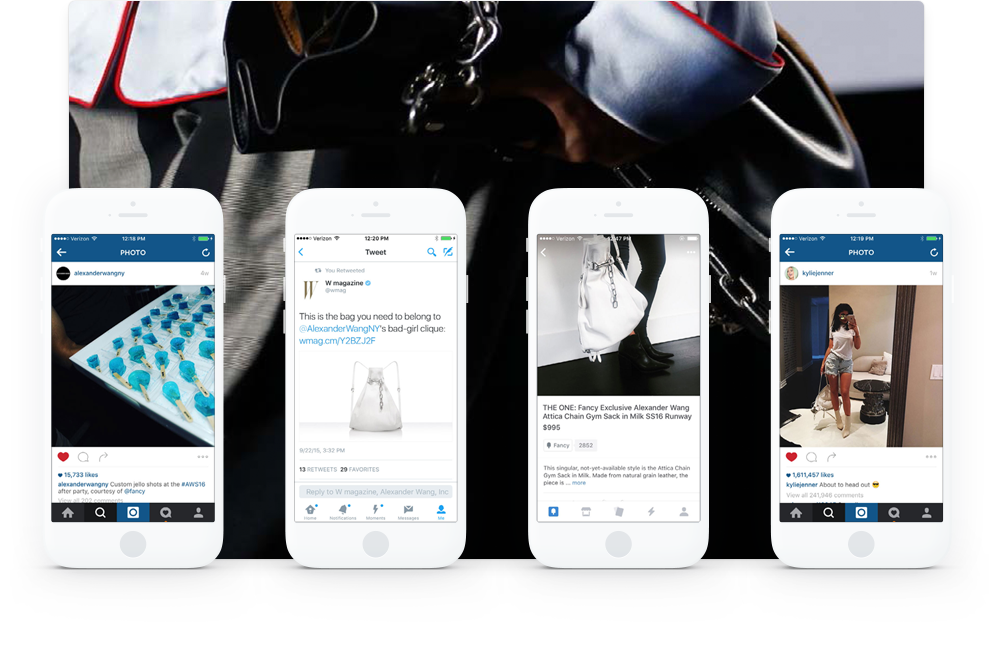 Verizon
12:18 PM
PHOTO
alexanderwangny
4w
15,733 likes
alexanderwangny Custom jello shots at the #AWS16
after party, courtesy of @fancy
View all 202 comments
Verizon
12:20 PM
Tweet
You Retweeted
W magazine
@wmag
This is the bag you need to belong to
@AlexanderWangNY's bad-girl clique:
wmag.cm/Y2BZJ2F
9/22/15, 3:32 PM
13 RETWEETS 29 FAVORITES
Reply to W magazine, Alexander Wang, Inc
Home
Notifications
Moments
Messages
Me
Verizon
:47 PM
THE ONE: Fancy Exclusive Alexander Wang
Attica Chain Gym Sack in Milk SS16 Runway
$995
Fancy
2852
This singular, not-yet-available style is the Attica Chain
Gym Sack in Milk. Made from natural grain leather, the
piece is ... more
Verizon
12:19 PM
PHOTO
kyliejenner
1w
1,611,457 likes
kyliejenner About to head out 😎
View all 241,946 comments